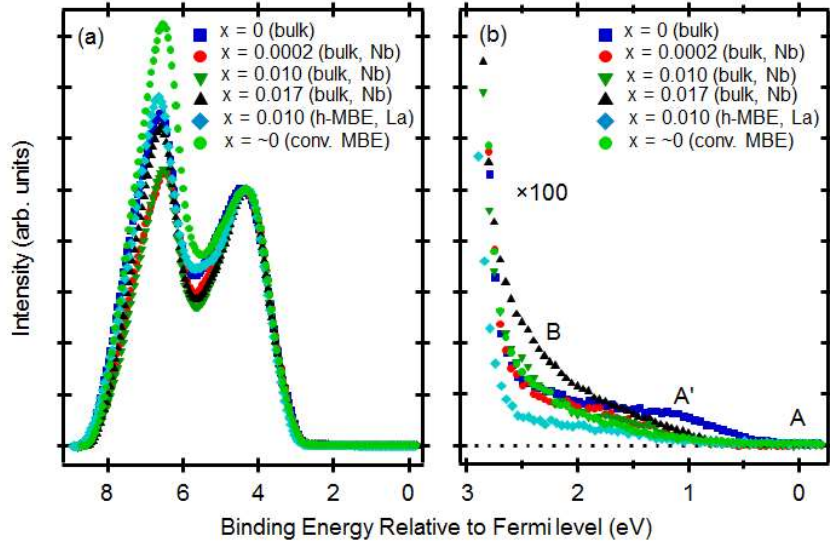 (a)
x = 0 (bulk)
x = 0.0002 (bulk, Nb)
x = 0.010 (bulk, Nb)
x = 0.017 (bulk, Nb)
x = 0.010 (h-MBE, La)
x = ~0 (conv. MBE)
(b)
x = 0 (bulk)
x = 0.0002 (bulk, Nb)
x = 0.010 (bulk, Nb)
x = 0.017 (bulk, Nb)
x = 0.010 (h-MBE, La)
x = ~0 (conv. MBE)
×100
B
A'
A
Intensity (arb. units)
8 6 4 2 0
3 2 1 0
Binding Energy Relative to Fermi level (eV)